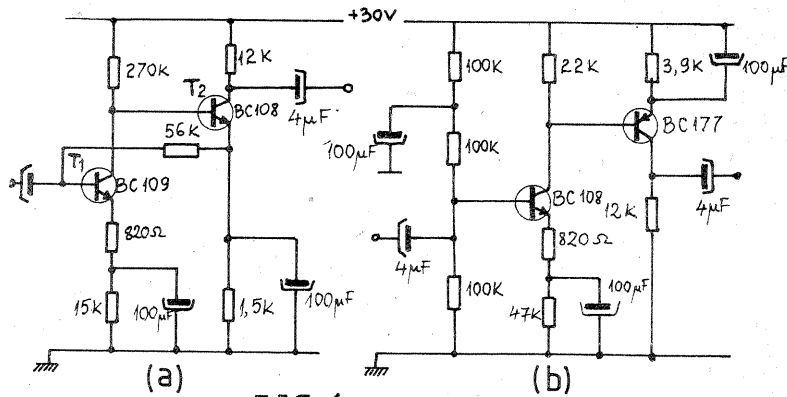 +30V
270K
12K
T2
BC108
4µF
56K
T1
BC109
820Ω
15K
100µF
1,5K
100µF
(a)
100K
22K
3,9K
100µF
100µF
100K
BC177
BC108
12K
4µF
4µF
820Ω
100K
100µF
47K
(b)